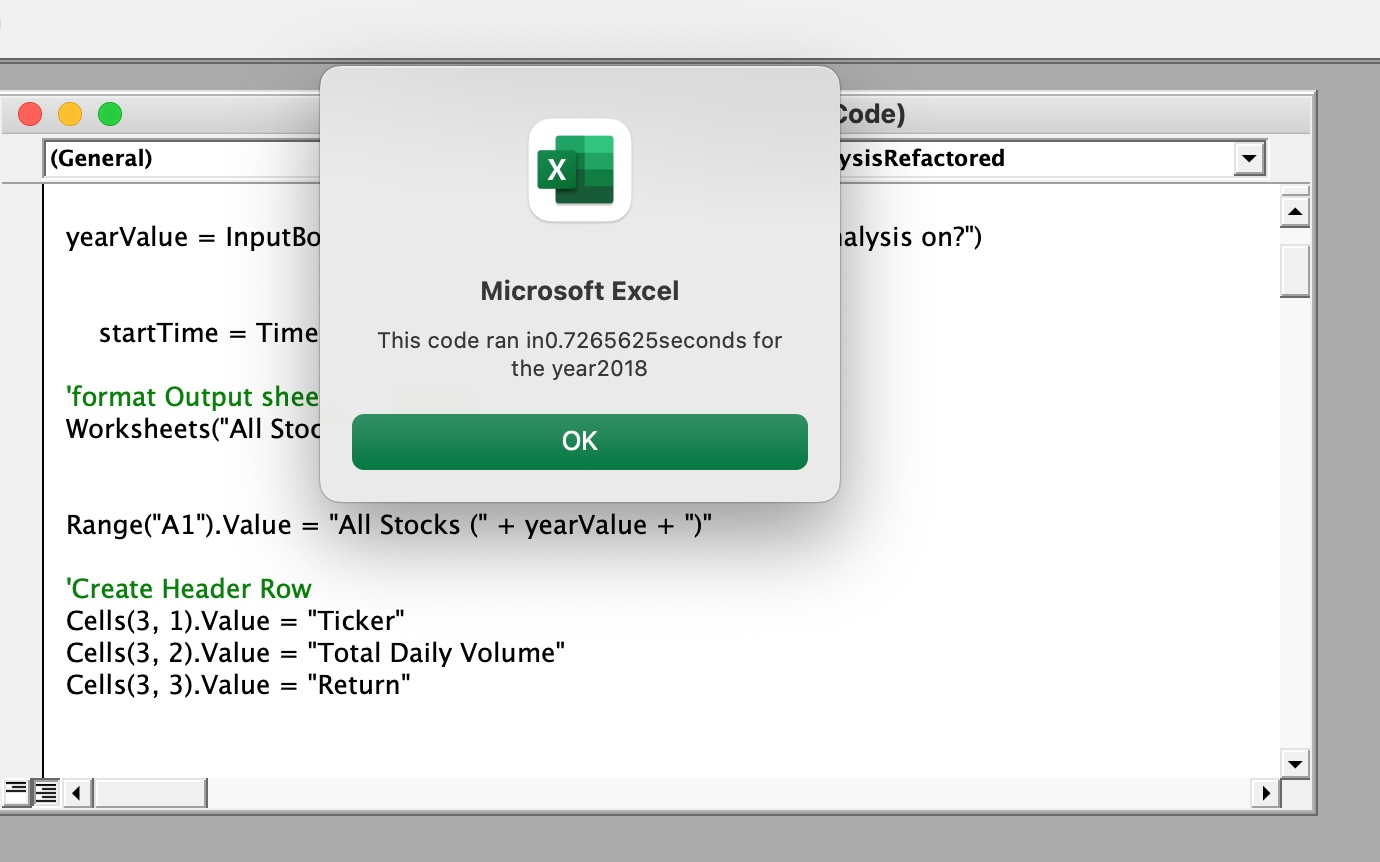 Code)
(General)
ysisRefactored
yearValue = InputBo
alysis on?")
X
Microsoft Excel
This code ran in0.7265625seconds for
the year2018
OK
startTime = Time
'format Output shee
Worksheets("All Stoc
Range("A1").Value = "All Stocks (" + yearValue + ")"
'Create Header Row
Cells(3, 1).Value = "Ticker"
Cells(3, 2).Value = "Total Daily Volume"
Cells(3, 3).Value = "Return"